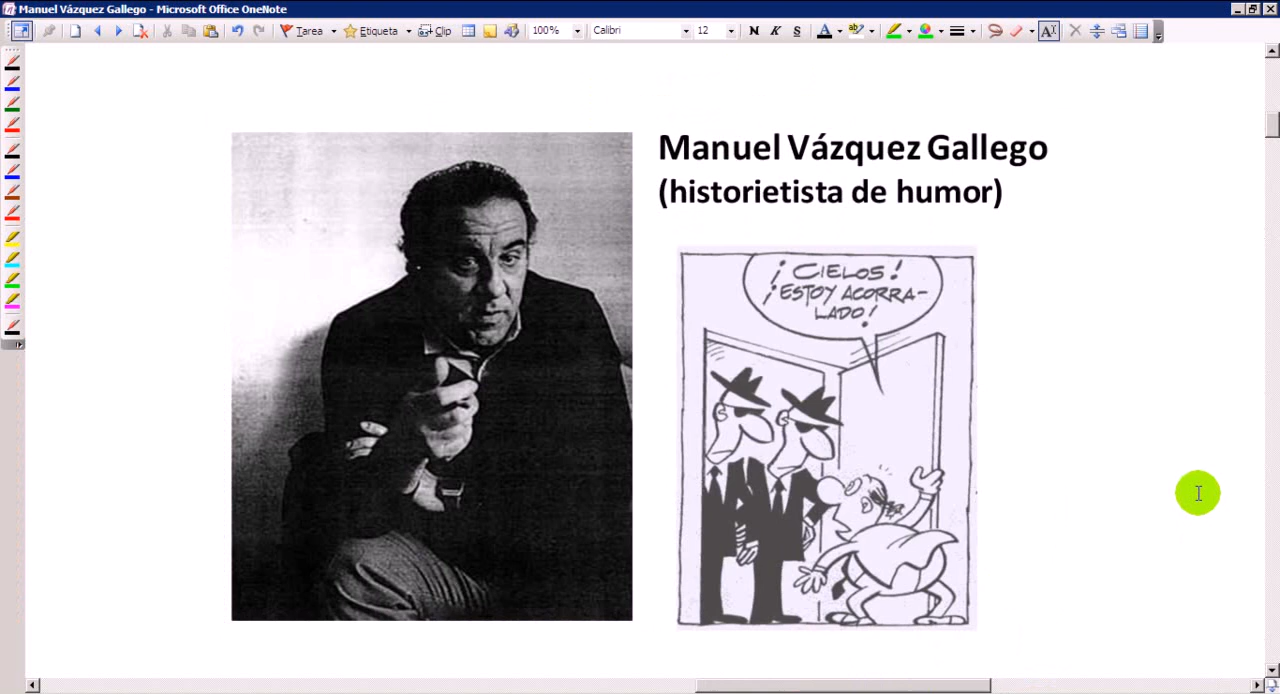 Manuel Vázquez Gallego - Microsoft Office OneNote
Tarea
Etiqueta
Clip
100%
Calibri
12
N
K
S
A
ab
A
Manuel Vázquez Gallego
(historietista de humor)
¡CIELOS!
¡ESTOY ACORRA-
LADO!